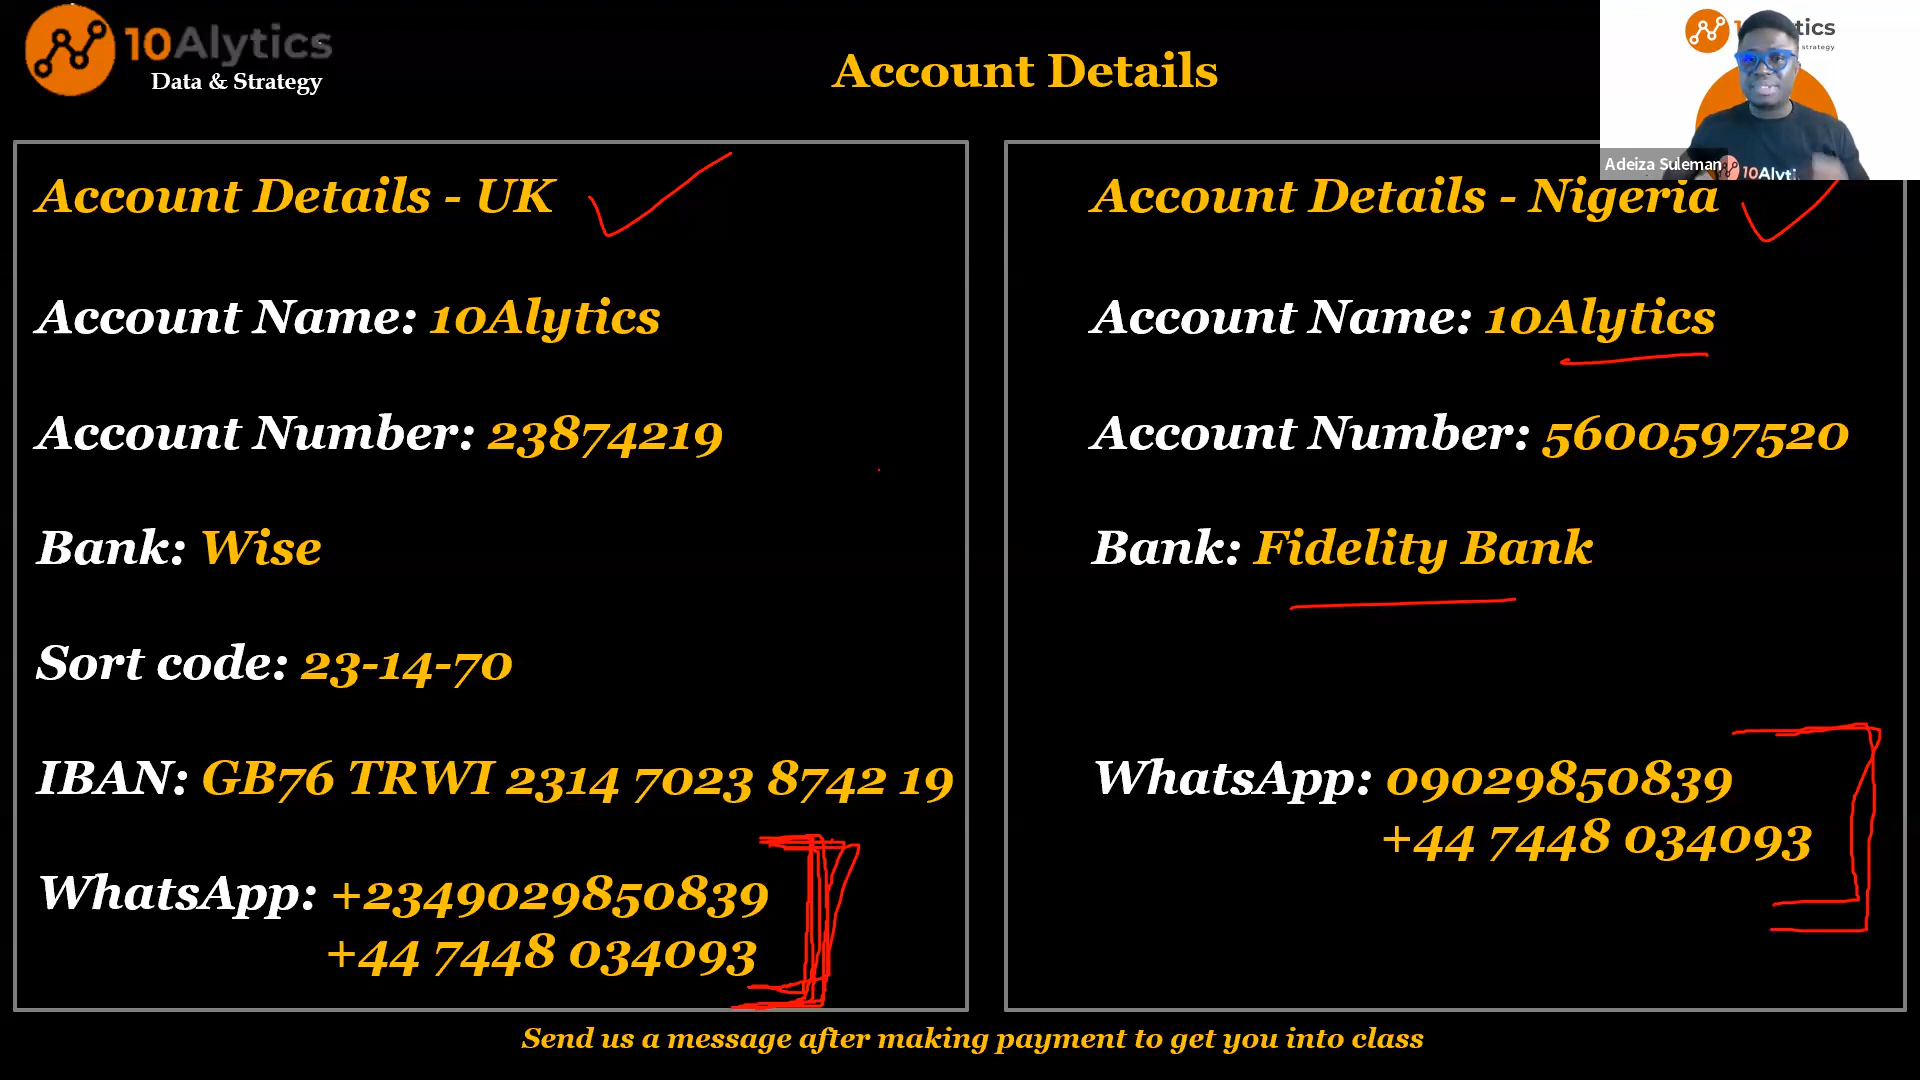 10Alytics
Data & Strategy
Account Details
tics
strategy
Adeiza Suleman
10Alyti
Account Details - UK
Account Name: 10Alytics
Account Number: 23874219
Bank: Wise
Sort code: 23-14-70
IBAN: GB76 TRWI 2314 7023 8742 19
WhatsApp: +2349029850839
+44 7448 034093
Account Details - Nigeria
Account Name: 10Alytics
Account Number: 5600597520
Bank: Fidelity Bank
WhatsApp: 09029850839
+44 7448 034093
Send us a message after making payment to get you into class